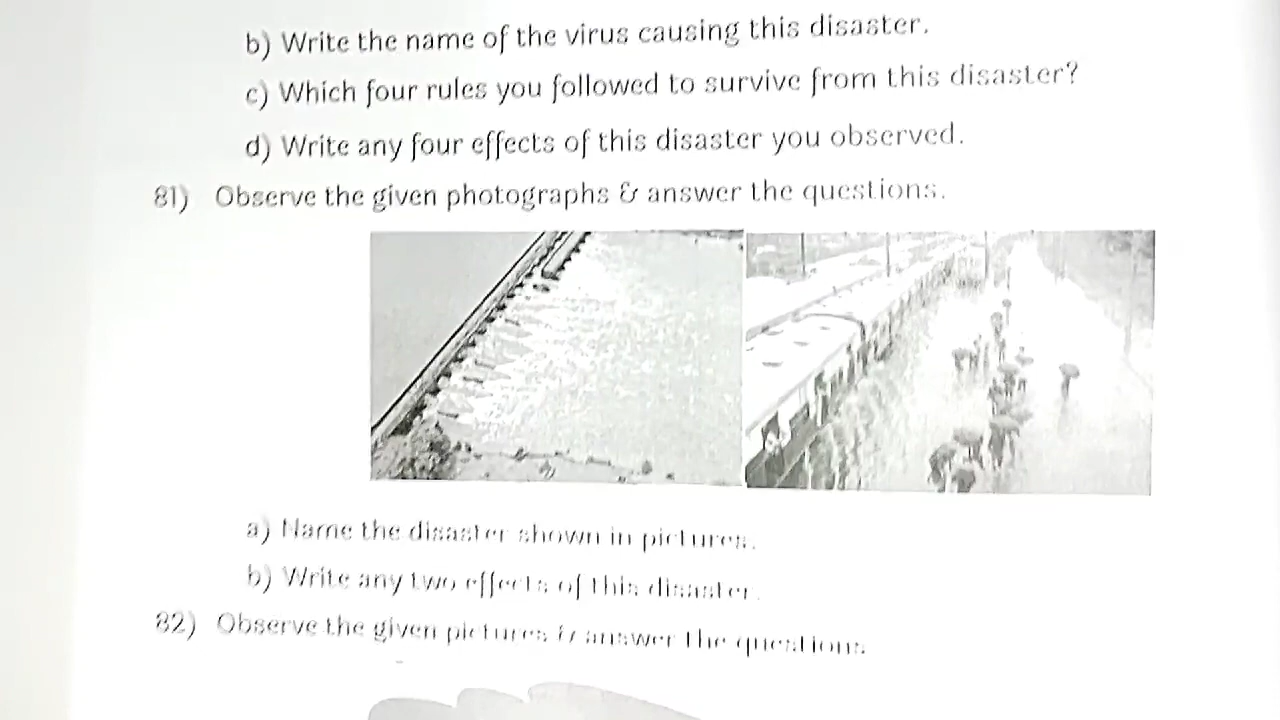 b) Write the name of the virus causing this disaster.
c) Which four rules you followed to survive from this disaster?
d) Write any four effects of this disaster you observed.
81) Observe the given photographs & answer the questions.
a) Name the disaster shown in pictures.
b) Write any two effects of this disaster.
82) Observe the given pictures & answer the questions